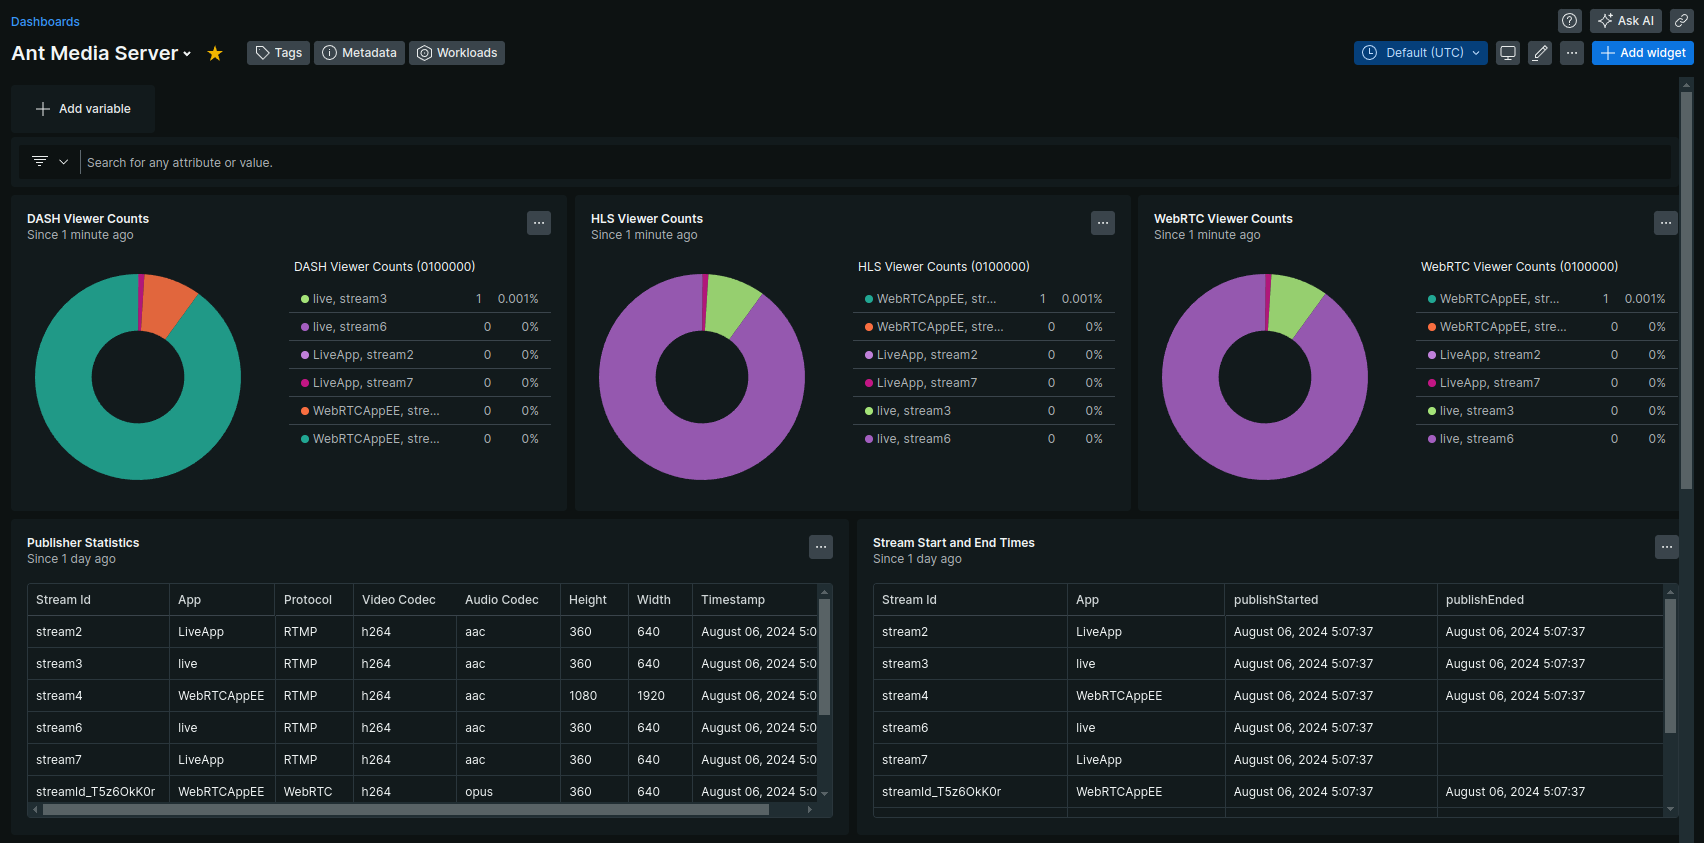 Dashboards
Ask AI
Ant Media Server
Tags
Metadata
Workloads
Default (UTC)
Add widget
Add variable
Search for any attribute or value.
DASH Viewer Counts
Since 1 minute ago
DASH Viewer Counts (0100000)
live, stream3 1 0.001%
live, stream6 0 0%
LiveApp, stream2 0 0%
LiveApp, stream7 0 0%
WebRTCAppEE, stre... 0 0%
WebRTCAppEE, stre... 0 0%
HLS Viewer Counts
Since 1 minute ago
HLS Viewer Counts (0100000)
WebRTCAppEE, str... 1 0.001%
WebRTCAppEE, stre... 0 0%
LiveApp, stream2 0 0%
LiveApp, stream7 0 0%
live, stream3 0 0%
live, stream6 0 0%
WebRTC Viewer Counts
Since 1 minute ago
WebRTC Viewer Counts (0100000)
WebRTCAppEE, str... 1 0.001%
WebRTCAppEE, stre... 0 0%
LiveApp, stream2 0 0%
LiveApp, stream7 0 0%
live, stream3 0 0%
live, stream6 0 0%
Publisher Statistics
Since 1 day ago
Stream Id App Protocol Video Codec Audio Codec Height Width Timestamp
stream2 LiveApp RTMP h264 aac 360 640 August 06, 2024 5:0
stream3 live RTMP h264 aac 360 640 August 06, 2024 5:0
stream4 WebRTCAppEE RTMP h264 aac 1080 1920 August 06, 2024 5:0
stream6 live RTMP h264 aac 360 640 August 06, 2024 5:0
stream7 LiveApp RTMP h264 aac 360 640 August 06, 2024 5:0
streamId_T5z6OkK0r WebRTCAppEE WebRTC h264 opus 360 640 August 06, 2024 5:0
Stream Start and End Times
Since 1 day ago
Stream Id App publishStarted publishEnded
stream2 LiveApp August 06, 2024 5:07:37 August 06, 2024 5:07:37
stream3 live August 06, 2024 5:07:37 August 06, 2024 5:07:37
stream4 WebRTCAppEE August 06, 2024 5:07:37 August 06, 2024 5:07:37
stream6 live August 06, 2024 5:07:37
stream7 LiveApp August 06, 2024 5:07:37
streamId_T5z6OkK0r WebRTCAppEE August 06, 2024 5:07:37 August 06, 2024 5:07:37